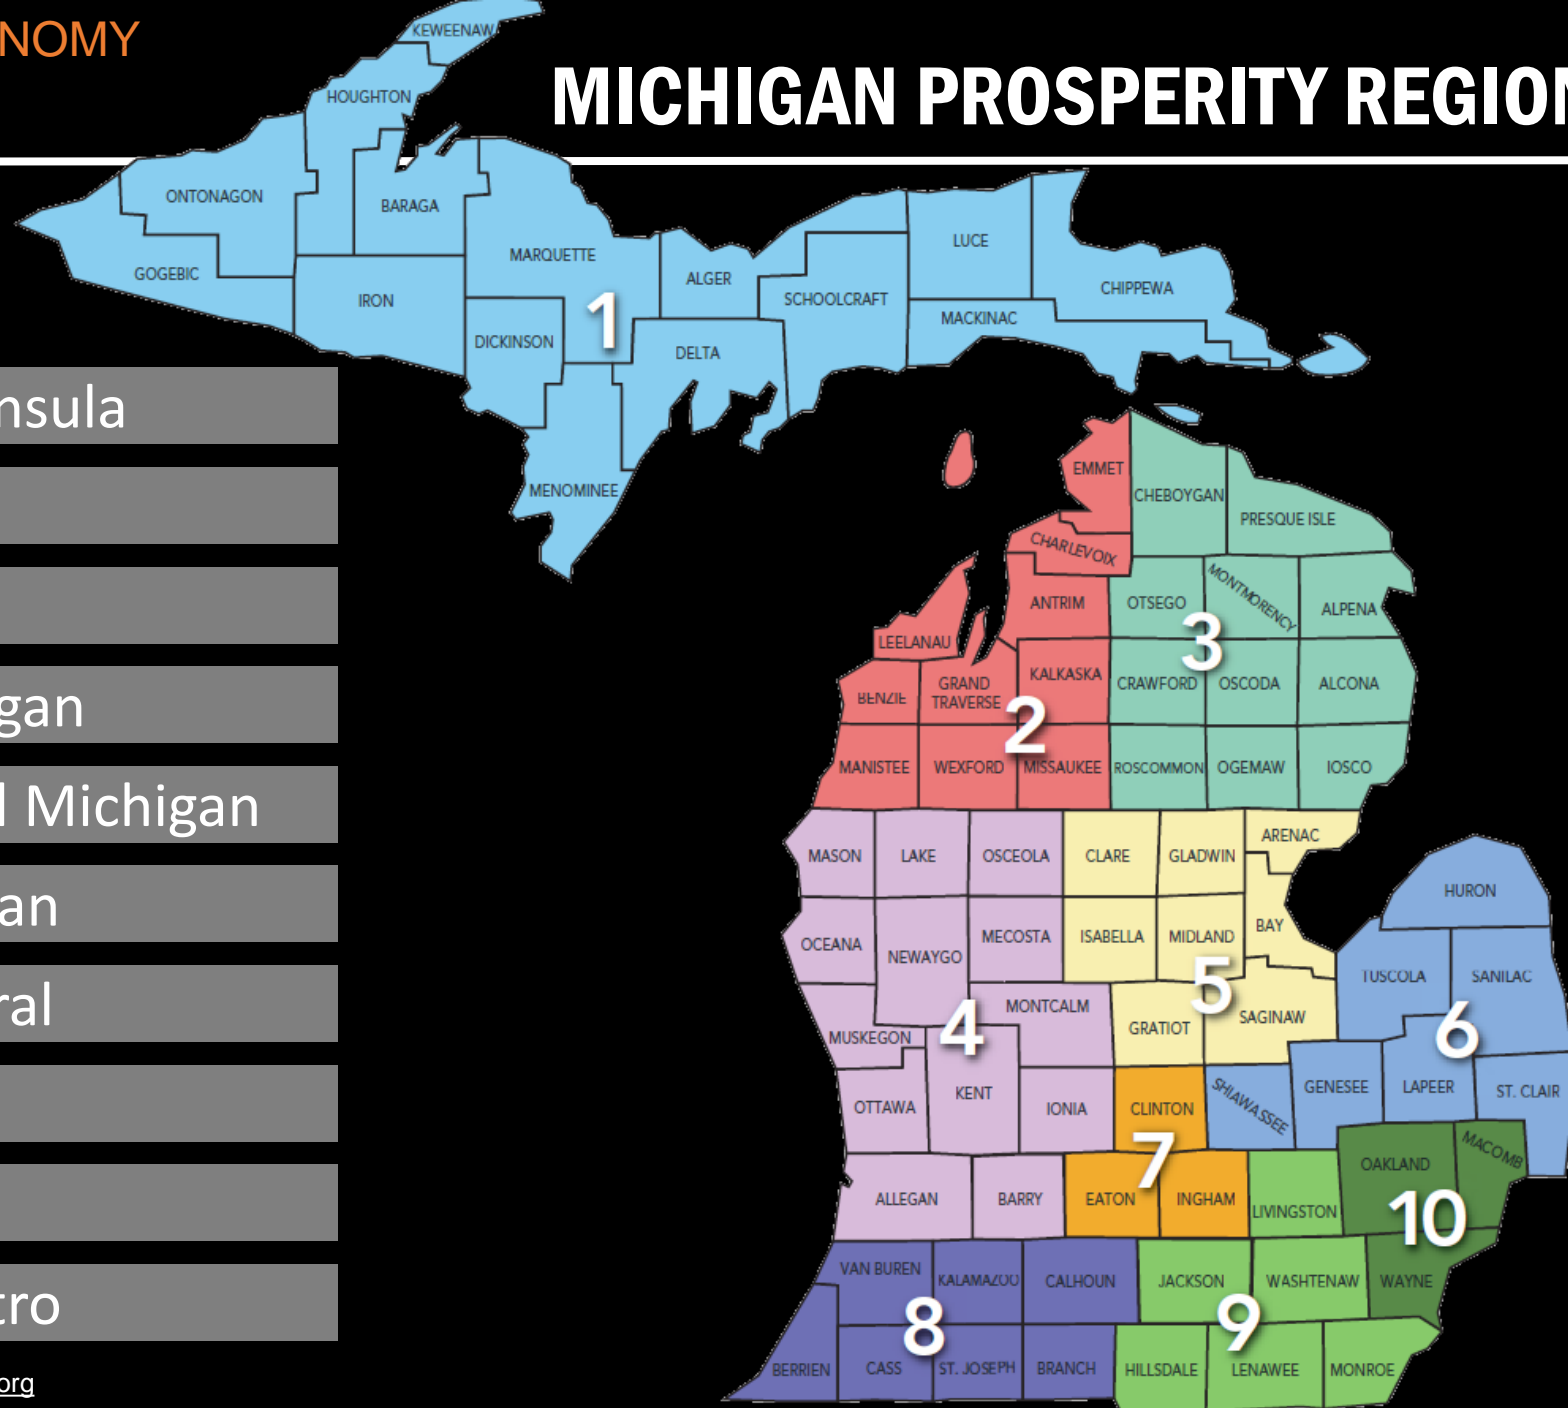 NOMY
MICHIGAN PROSPERITY REGION
nsula
gan
l Michigan
an
ral
tro
org
KEWEENAW
HOUGHTON
ONTONAGON
BARAGA
GOGEBIC
IRON
MARQUETTE
ALGER
LUCE
CHIPPEWA
SCHOOLCRAFT
MACKINAC
1
DICKINSON
DELTA
MENOMINEE
EMMET
CHEBOYGAN
PRESQUE ISLE
CHARLEVOIX
ANTRIM
OTSEGO
MONTMORENCY
ALPENA
3
LEELANAU
KALKASKA
CRAWFORD
OSCODA
ALCONA
BENZIE
GRAND
TRAVERSE
2
MANISTEE
WEXFORD
MISSAUKEE
ROSCOMMON
OGEMAW
IOSCO
MASON
LAKE
OSCEOLA
CLARE
GLADWIN
ARENAC
HURON
OCEANA
NEWAYGO
MECOSTA
ISABELLA
MIDLAND
BAY
TUSCOLA
SANILAC
5
MONTCALM
GRATIOT
SAGINAW
MUSKEGON
4
6
OTTAWA
KENT
IONIA
CLINTON
SHIAWASSEE
GENESEE
LAPEER
ST. CLAIR
7
OAKLAND
MACOMB
ALLEGAN
BARRY
EATON
INGHAM
LIVINGSTON
10
VAN BUREN
KALAMAZOO
CALHOUN
JACKSON
WASHTENAW
WAYNE
8
9
BERRIEN
CASS
ST. JOSEPH
BRANCH
HILLSDALE
LENAWEE
MONROE